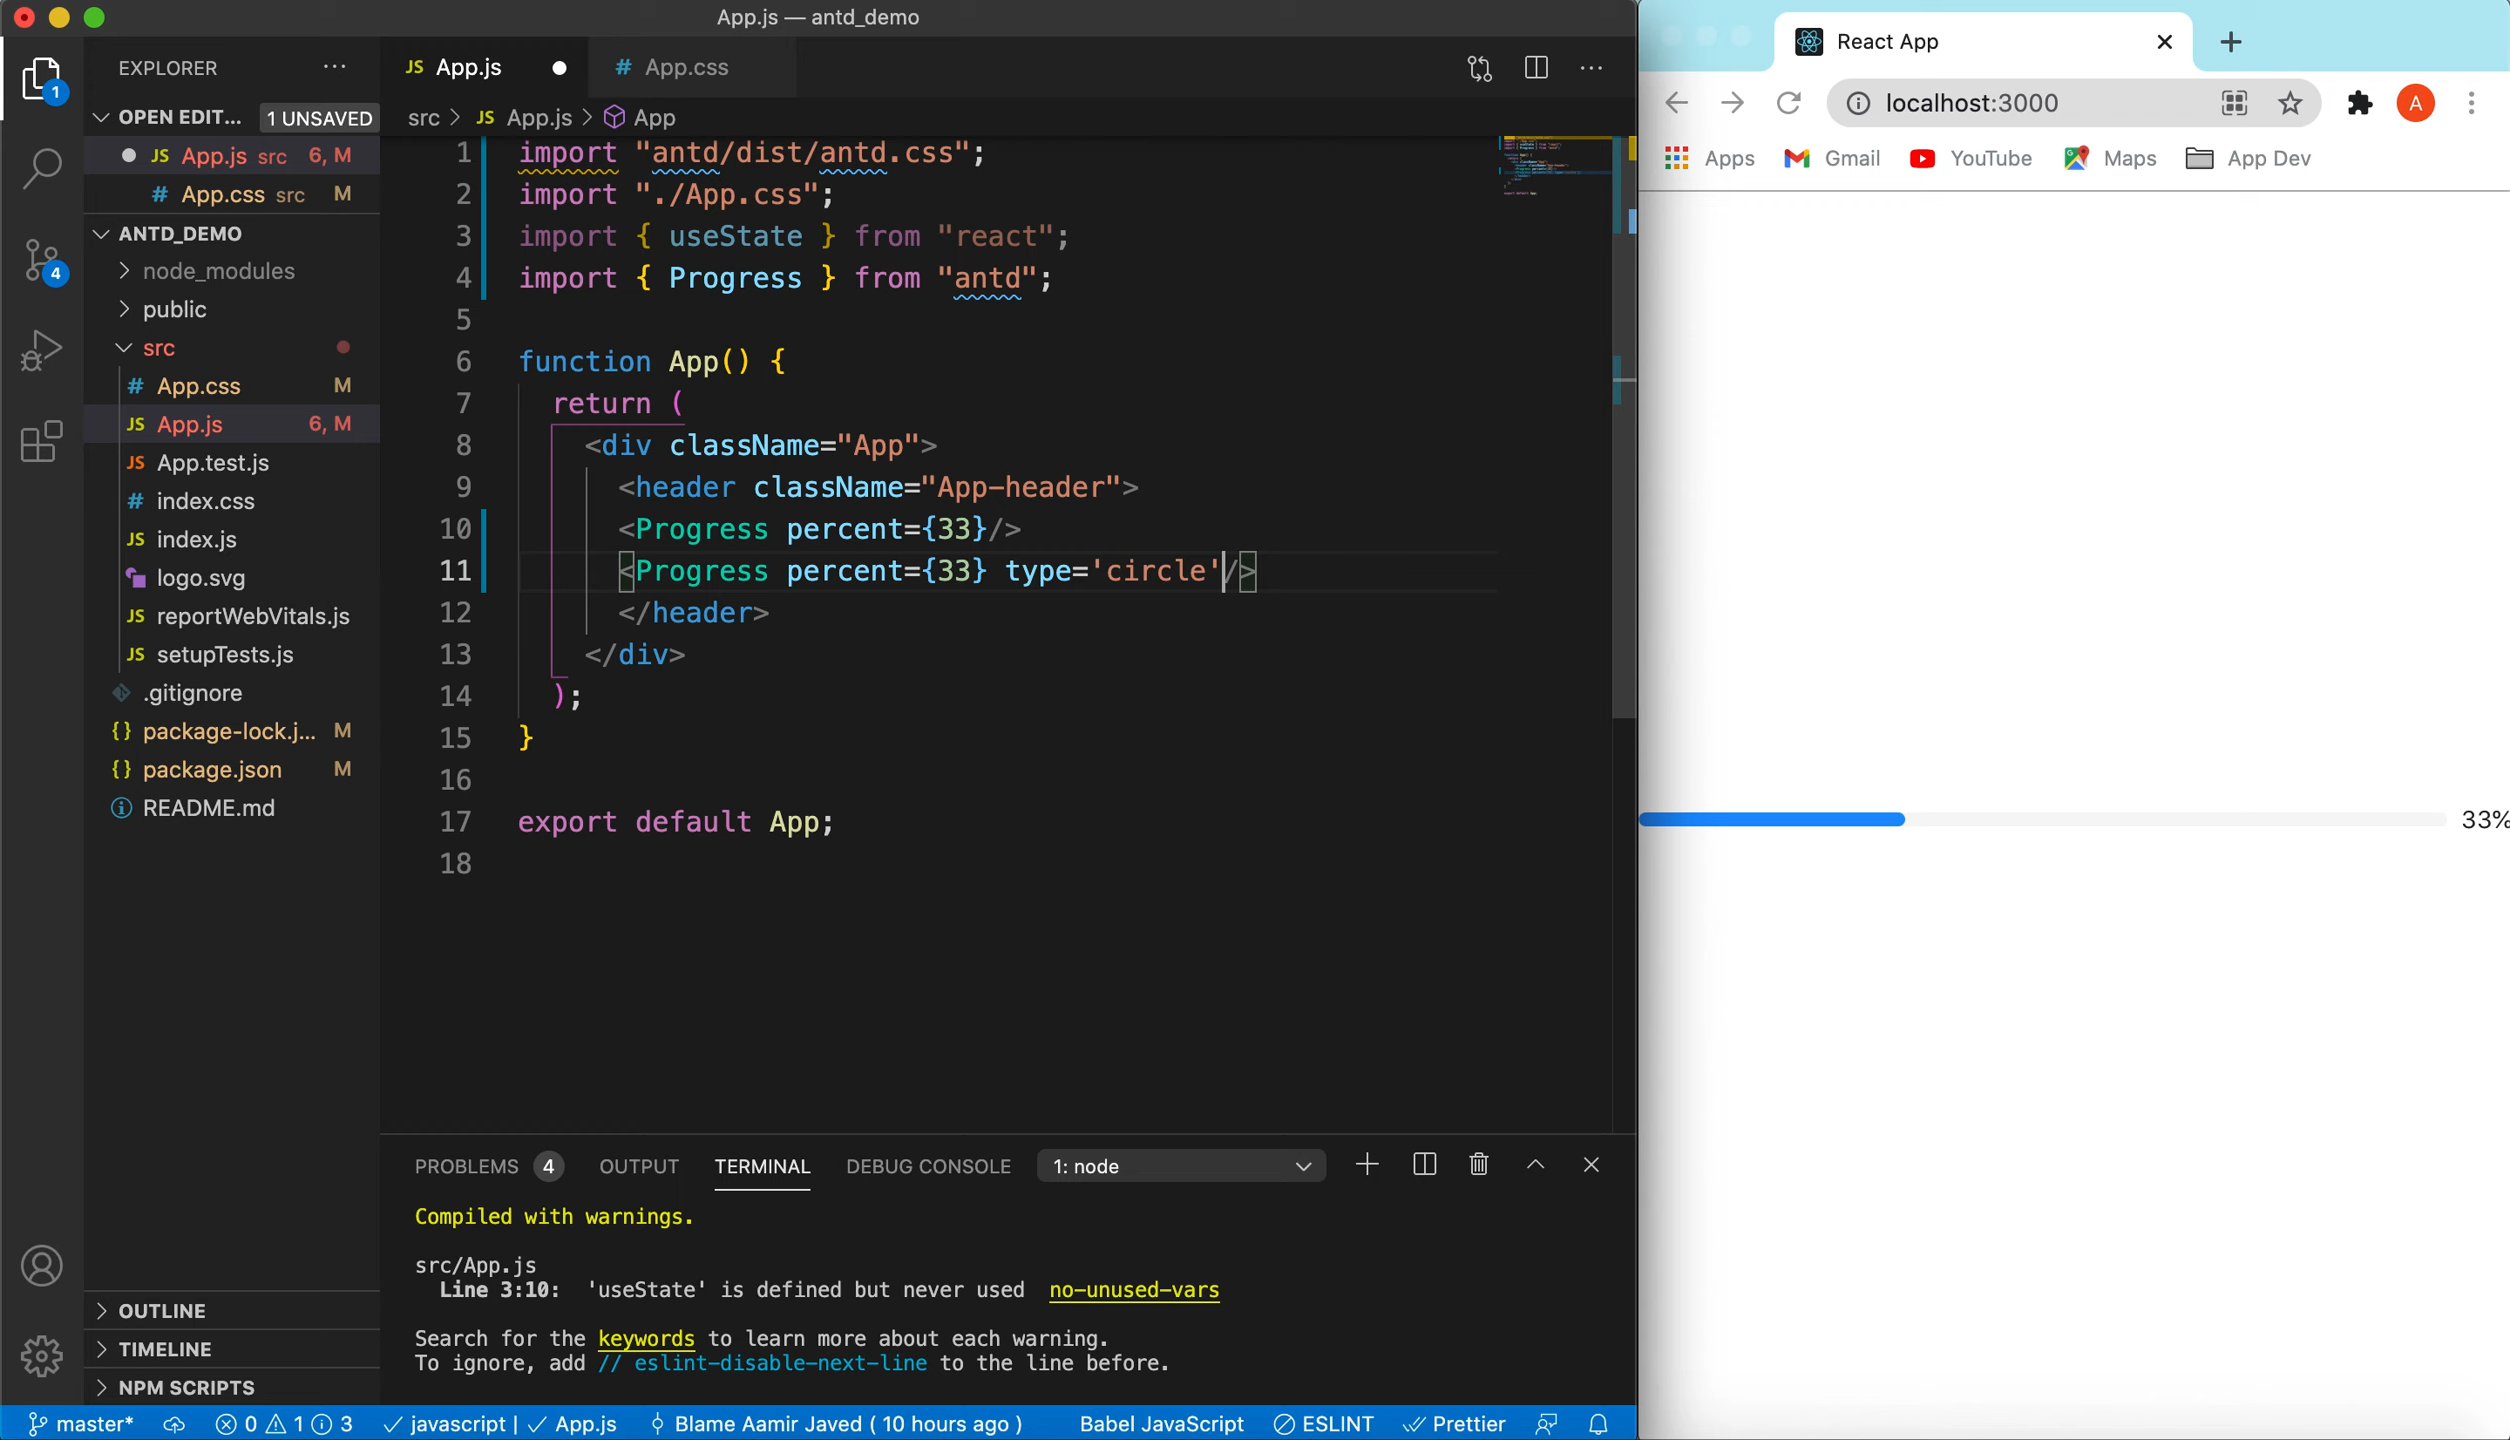 App.js — antd_demo
EXPLORER
OPEN EDIT... 1 UNSAVED
JS App.js src 6, M
# App.css src M
ANTD_DEMO
node_modules
public
src
# App.css M
JS App.js 6, M
JS App.test.js
# index.css
JS index.js
logo.svg
JS reportWebVitals.js
JS setupTests.js
.gitignore
{} package-lock.j... M
{} package.json M
README.md
OUTLINE
TIMELINE
NPM SCRIPTS
1
4
JS App.js
# App.css
src > JS App.js > App
1 import "antd/dist/antd.css";
2 import "./App.css";
3 import { useState } from "react";
4 import { Progress } from "antd";
5
6 function App() {
7 return (
8 <div className="App">
9 <header className="App-header">
10 <Progress percent={33}/>
11 <Progress percent={33} type='circle'/>
12 </header>
13 </div>
14 );
15 }
16
17 export default App;
18
PROBLEMS 4 OUTPUT TERMINAL DEBUG CONSOLE 1: node
Compiled with warnings.
src/App.js
Line 3:10: 'useState' is defined but never used no-unused-vars
Search for the keywords to learn more about each warning.
To ignore, add // eslint-disable-next-line to the line before.
master* 0 1 3 javascript | App.js Blame Aamir Javed ( 10 hours ago ) Babel JavaScript ESLINT Prettier
React App
localhost:3000
A
Apps Gmail YouTube Maps App Dev
33%